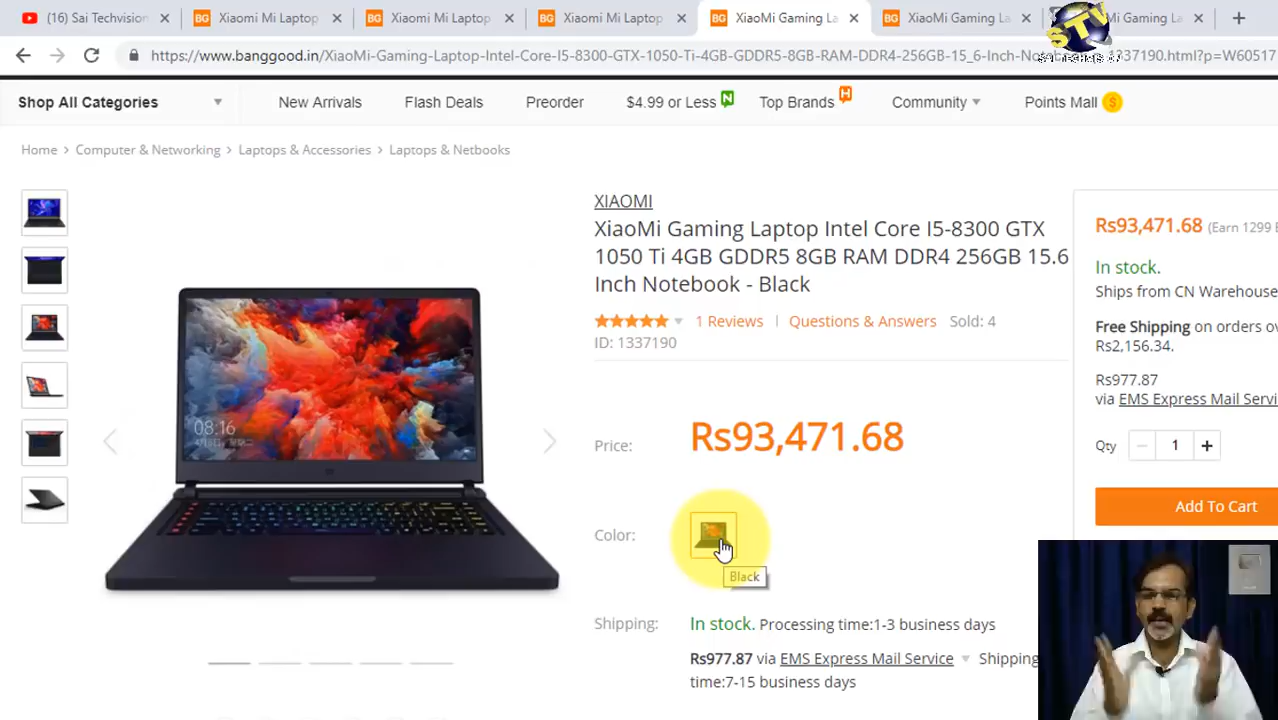 (16) Sai Techvision
XiaoMi Mi Laptop
XiaoMi Mi Laptop
XiaoMi Mi Laptop
XiaoMi Gaming La
XiaoMi Gaming La
Mi Gaming La
STV
https://www.banggood.in/XiaoMi-Gaming-Laptop-Intel-Core-I5-8300-GTX-1050-Ti-4GB-GDDR5-8GB-RAM-DDR4-256GB-15_6-Inch-Notebo
1337190.html?p=W60517
Shop All Categories
New Arrivals
Flash Deals
Preorder
$4.99 or Less
N
Top Brands
H
Community
Points Mall
$
Home > Computer & Networking > Laptops & Accessories > Laptops & Netbooks
XIAOMI
XiaoMi Gaming Laptop Intel Core I5-8300 GTX
1050 Ti 4GB GDDR5 8GB RAM DDR4 256GB 15.6
Inch Notebook - Black
1 Reviews
Questions & Answers
Sold: 4
ID: 1337190
Price:
Rs93,471.68
Color:
Black
Shipping:
In stock. Processing time:1-3 business days
Rs977.87 via EMS Express Mail Service
Shipping
time:7-15 business days
Rs93,471.68 (Earn 1299
In stock.
Ships from CN Warehouse
Free Shipping on orders ov
Rs2,156.34.
Rs977.87
via EMS Express Mail Servi
Qty
1
Add To Cart
08:16